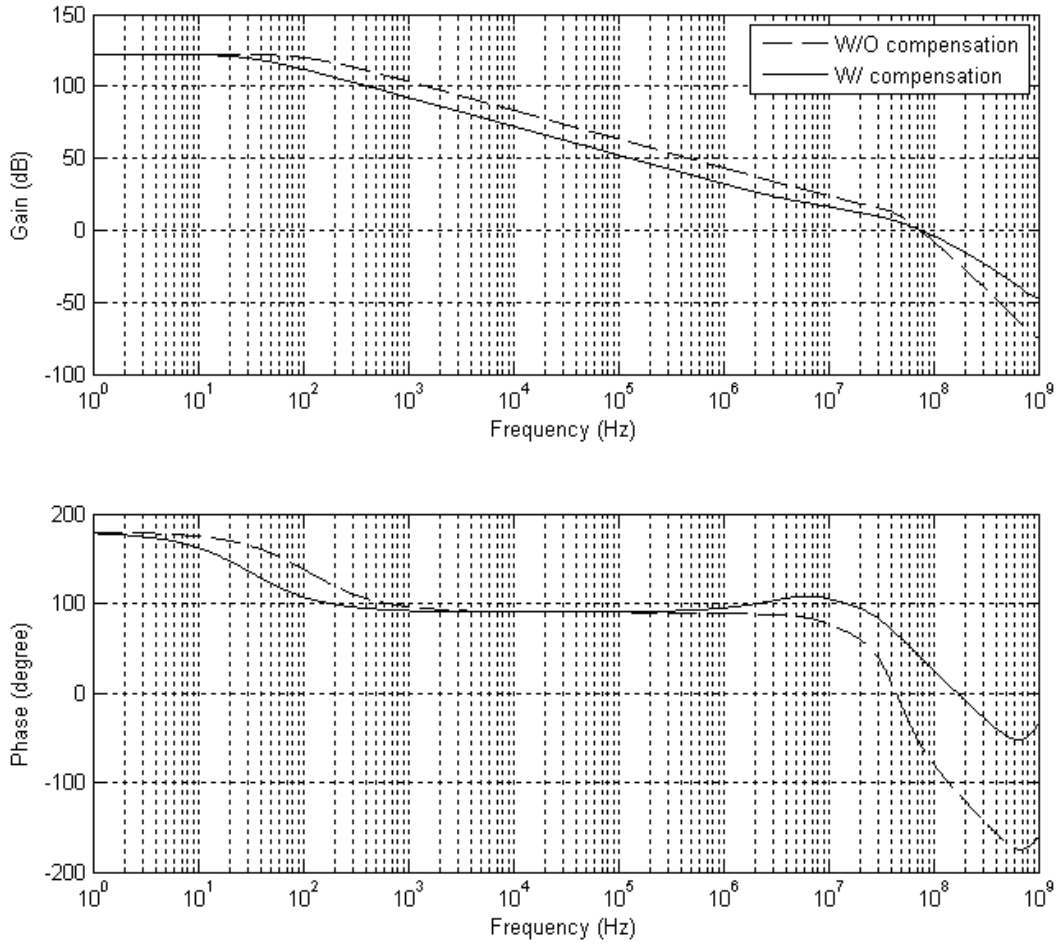 150
100
50
0
-50
-100
Gain (dB)
W/O compensation
W/ compensation
10^0 10^1 10^2 10^3 10^4 10^5 10^6 10^7 10^8 10^9
Frequency (Hz)
200
100
0
-100
-200
Phase (degree)
10^0 10^1 10^2 10^3 10^4 10^5 10^6 10^7 10^8 10^9
Frequency (Hz)